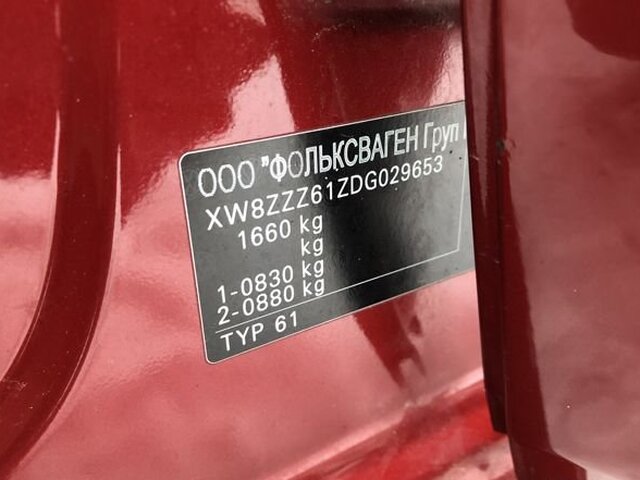 ООО "ФОЛЬКСВАГЕН Груп
XW8ZZZ61ZDG029653
1660 kg
kg
1-0830 kg
2-0880 kg
TYP 61